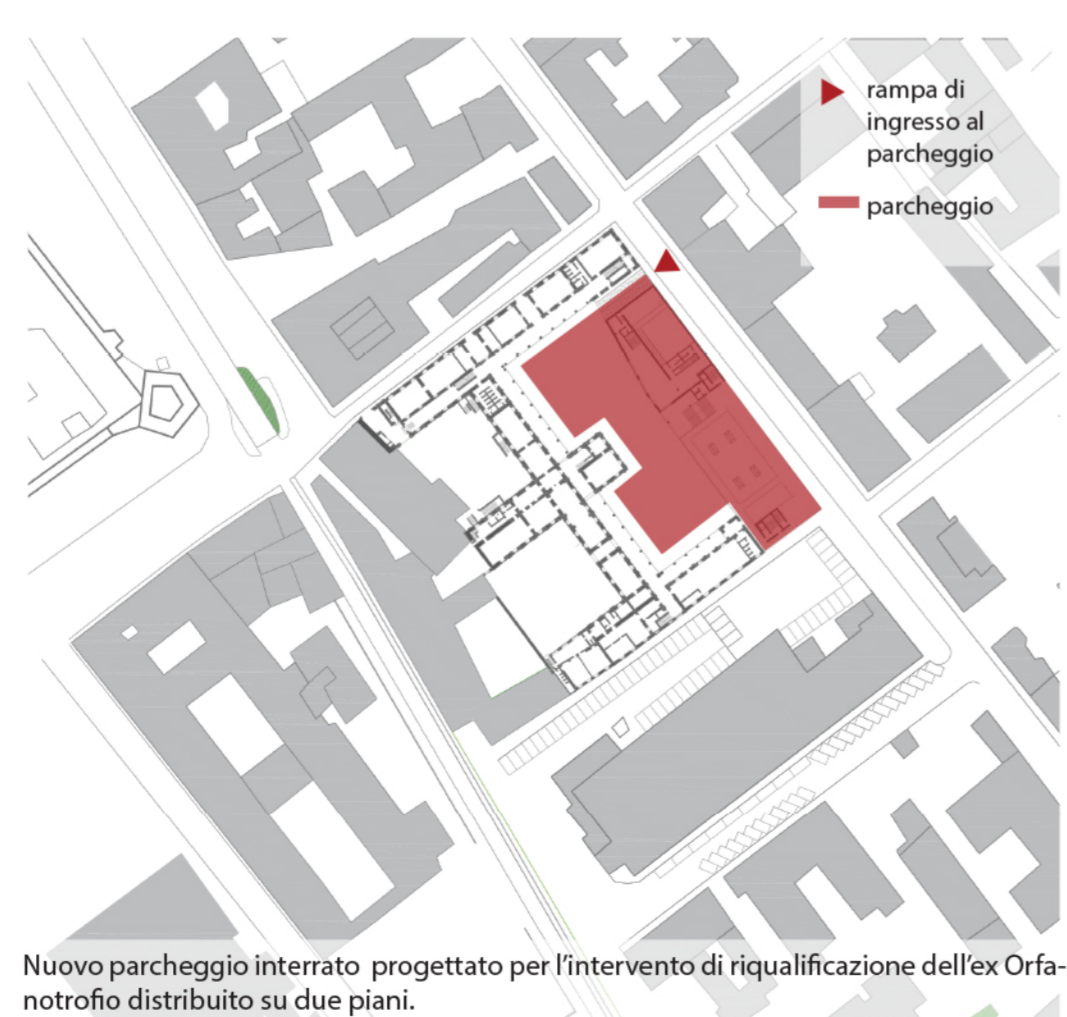 rampa di
ingresso al
parcheggio
parcheggio
Nuovo parcheggio interrato progettato per l'intervento di riqualificazione dell'ex Orfa-
notrofio distribuito su due piani.